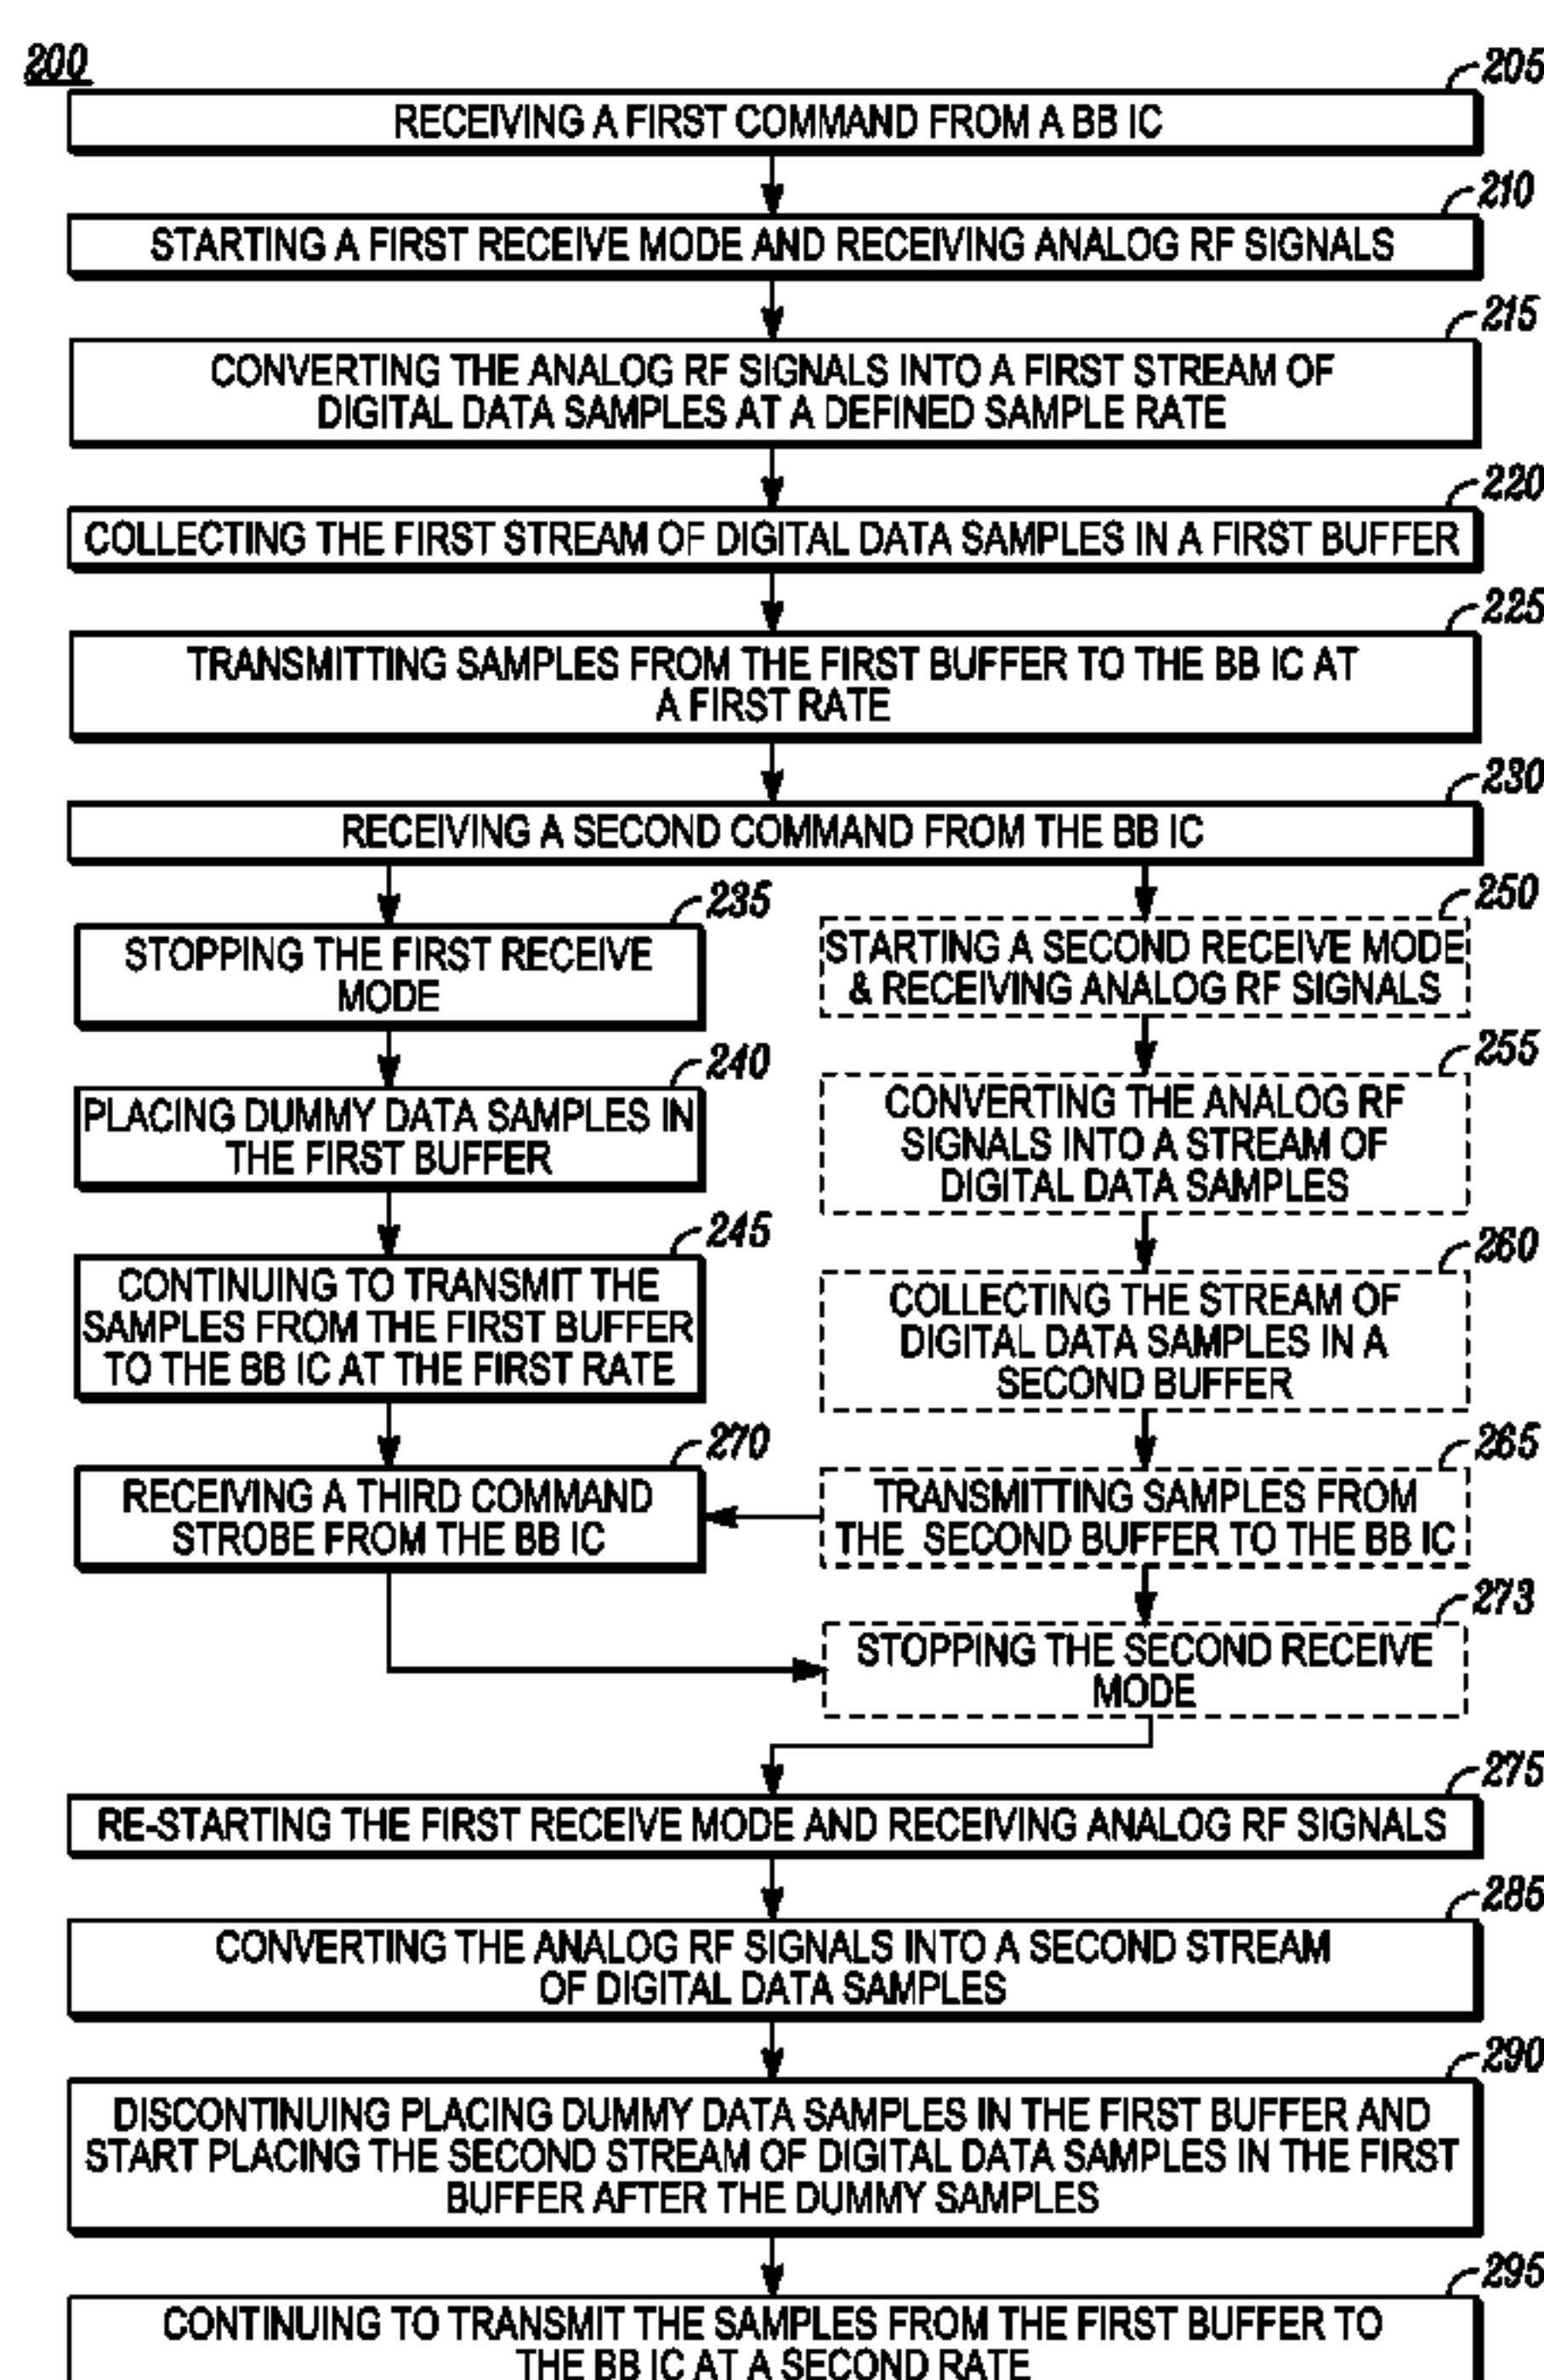 200
205
RECEIVING A FIRST COMMAND FROM A BB IC
210
STARTING A FIRST RECEIVE MODE AND RECEIVING ANALOG RF SIGNALS
215
CONVERTING THE ANALOG RF SIGNALS INTO A FIRST STREAM OF
DIGITAL DATA SAMPLES AT A DEFINED SAMPLE RATE
220
COLLECTING THE FIRST STREAM OF DIGITAL DATA SAMPLES IN A FIRST BUFFER
225
TRANSMITTING SAMPLES FROM THE FIRST BUFFER TO THE BB IC AT
A FIRST RATE
230
RECEIVING A SECOND COMMAND FROM THE BB IC
235
STOPPING THE FIRST RECEIVE
MODE
240
PLACING DUMMY DATA SAMPLES IN
THE FIRST BUFFER
245
CONTINUING TO TRANSMIT THE
SAMPLES FROM THE FIRST BUFFER
TO THE BB IC AT THE FIRST RATE
270
RECEIVING A THIRD COMMAND
STROBE FROM THE BB IC
250
STARTING A SECOND RECEIVE MODE
& RECEIVING ANALOG RF SIGNALS
255
CONVERTING THE ANALOG RF
SIGNALS INTO A STREAM OF
DIGITAL DATA SAMPLES
260
COLLECTING THE STREAM OF
DIGITAL DATA SAMPLES IN A
SECOND BUFFER
265
TRANSMITTING SAMPLES FROM
THE SECOND BUFFER TO THE BB IC
273
STOPPING THE SECOND RECEIVE
MODE
275
RE-STARTING THE FIRST RECEIVE MODE AND RECEIVING ANALOG RF SIGNALS
285
CONVERTING THE ANALOG RF SIGNALS INTO A SECOND STREAM
OF DIGITAL DATA SAMPLES
290
DISCONTINUING PLACING DUMMY DATA SAMPLES IN THE FIRST BUFFER AND
START PLACING THE SECOND STREAM OF DIGITAL DATA SAMPLES IN THE FIRST
BUFFER AFTER THE DUMMY SAMPLES
295
CONTINUING TO TRANSMIT THE SAMPLES FROM THE FIRST BUFFER TO
THE BB IC AT A SECOND RATE